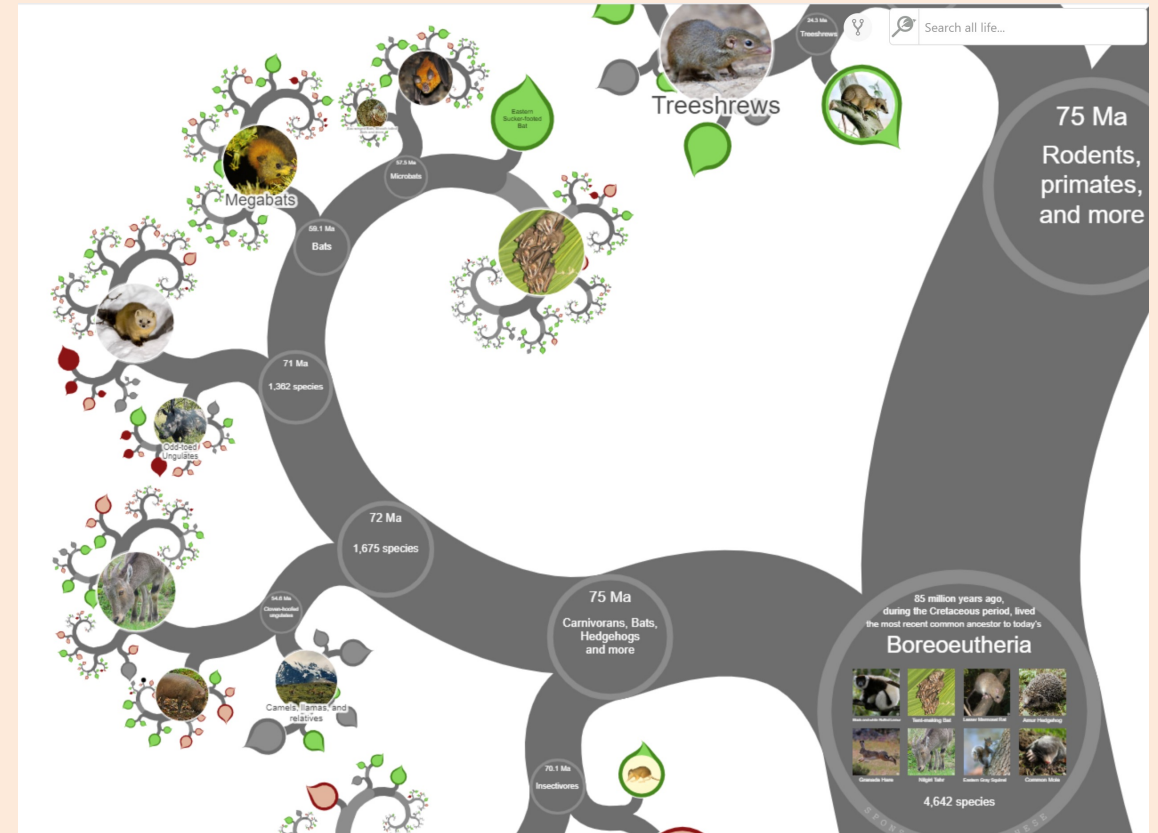 24.3 Ma
Treeshrews
Search all life...
Treeshrews
75 Ma
Rodents,
primates,
and more
Eastern
Sucker-footed
Bat
57.5 Ma
Microbats
Megabats
59.1 Ma
Bats
71 Ma
1,362 species
Odd-toed
Ungulates
72 Ma
1,675 species
54.6 Ma
Cloven-hoofed
ungulates
Camels, llamas, and
relatives
75 Ma
Carnivorans, Bats,
Hedgehogs
and more
70.1 Ma
Insectivores
85 million years ago,
during the Cretaceous period, lived
the most recent common ancestor to today's
Boreoeutheria
Tent-making Bat
Amur Hedgehog
Granada Hare
Nilgiri Tahr
Eastern Gray Squirrel
Common Mole
4,642 species